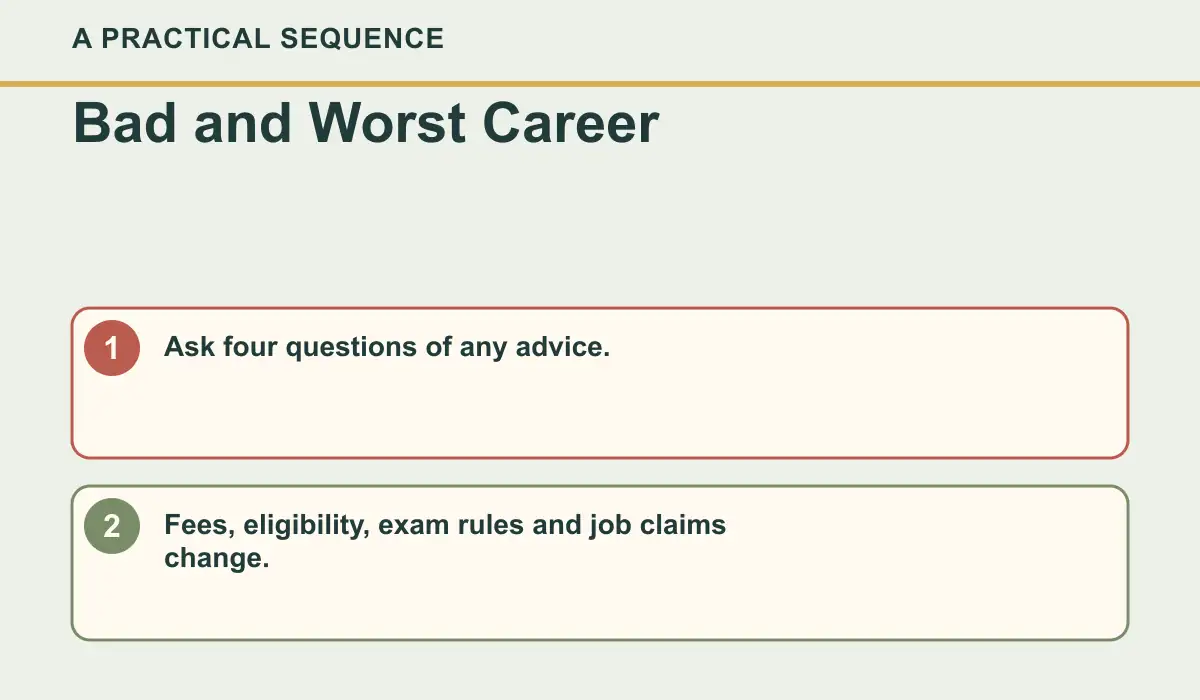 A PRACTICAL SEQUENCE
Bad and Worst Career
1
Ask four questions of any advice.
2
Fees, eligibility, exam rules and job claims
change.